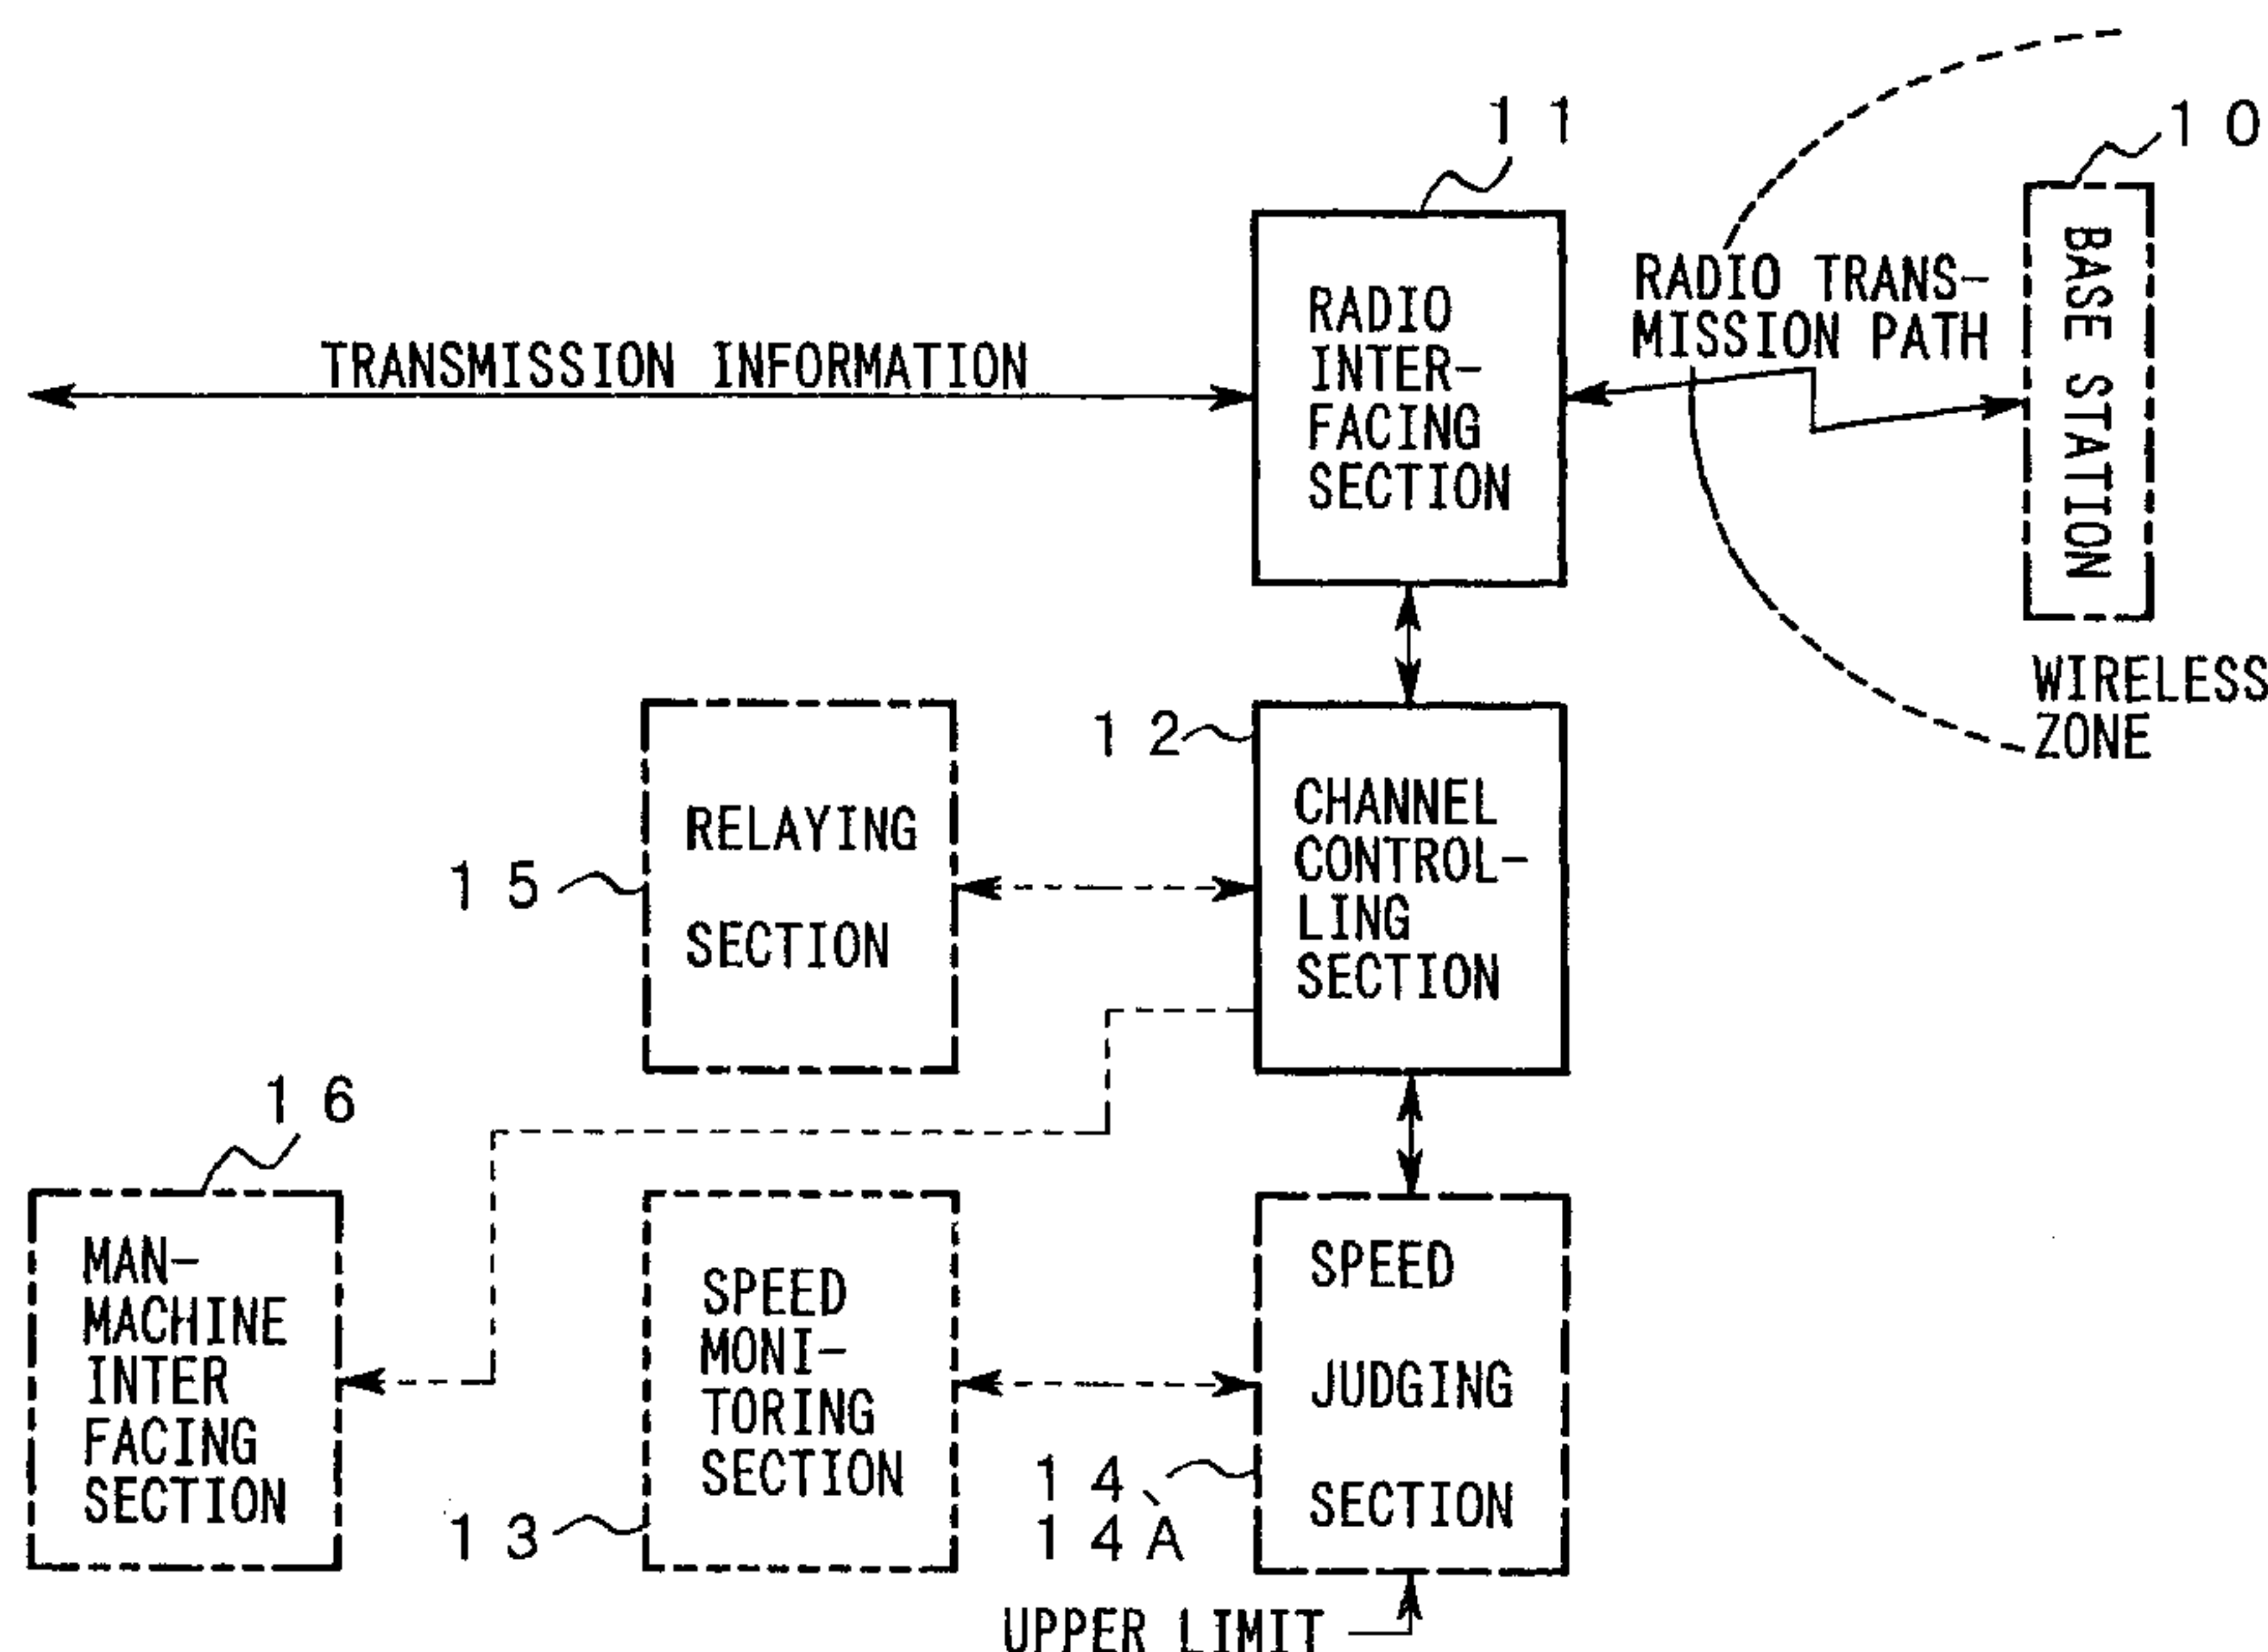 1 1
1 0
RADIO
INTER-
FACING
SECTION
RADIO TRANS-
MISSION PATH
BASE STATION
TRANSMISSION INFORMATION
WIRELESS
ZONE
1 2
CHANNEL
CONTROL-
LING
SECTION
RELAYING
SECTION
1 5
1 6
MAN-
MACHINE
INTER
FACING
SECTION
SPEED
MONI-
TORING
SECTION
1 3
SPEED
JUDGING
SECTION
1 4、
1 4 A
UPPER LIMIT